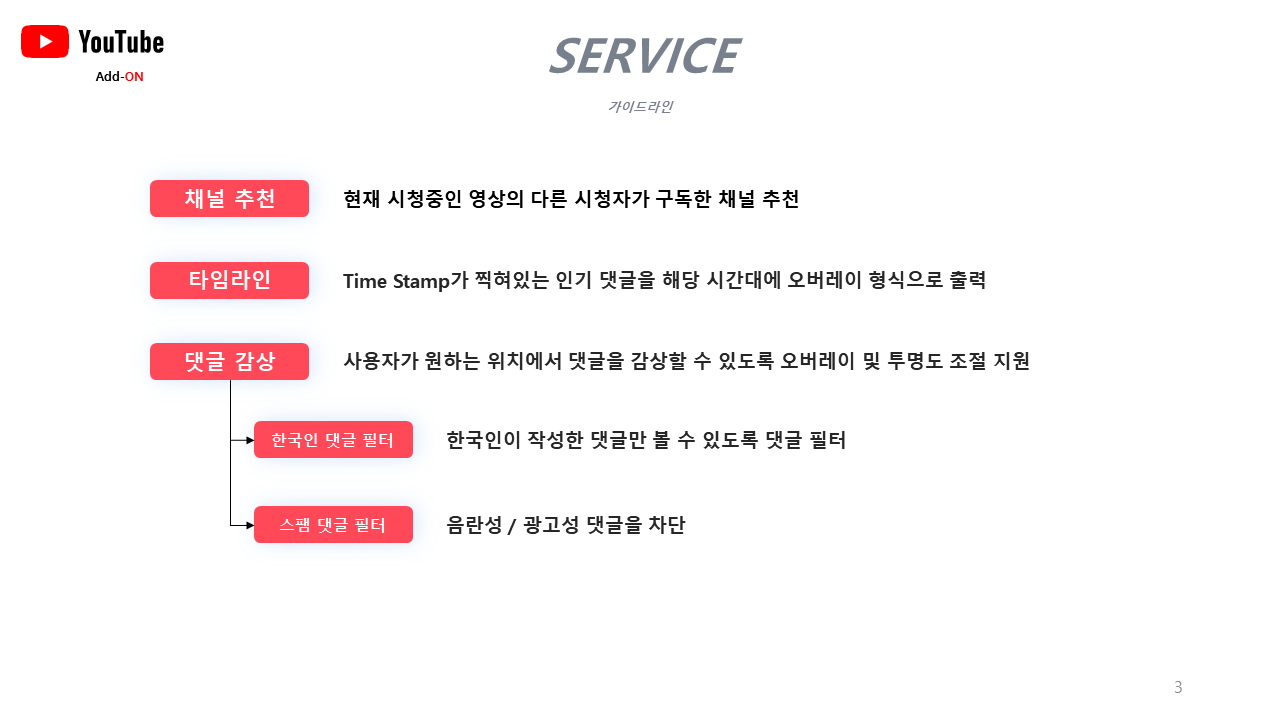 YouTube
Add-ON
SERVICE
가이드라인
채널 추천
현재 시청중인 영상의 다른 시청자가 구독한 채널 추천
타임라인
Time Stamp가 찍혀있는 인기 댓글을 해당 시간대에 오버레이 형식으로 출력
댓글 감상
사용자가 원하는 위치에서 댓글을 감상할 수 있도록 오버레이 및 투명도 조절 지원
한국인 댓글 필터
한국인이 작성한 댓글만 볼 수 있도록 댓글 필터
스팸 댓글 필터
음란성 / 광고성 댓글을 차단
3